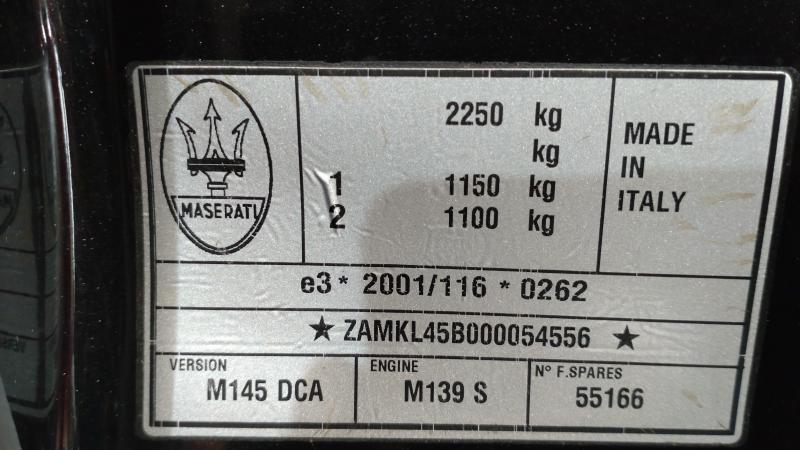 MASERATI
2250 kg
kg
1 1150 kg
2 1100 kg
MADE
IN
ITALY
e3 * 2001/116 * 0262
★ ZAMKL45B000054556 ★
VERSION
M145 DCA
ENGINE
M139 S
N° F.SPARES
55166